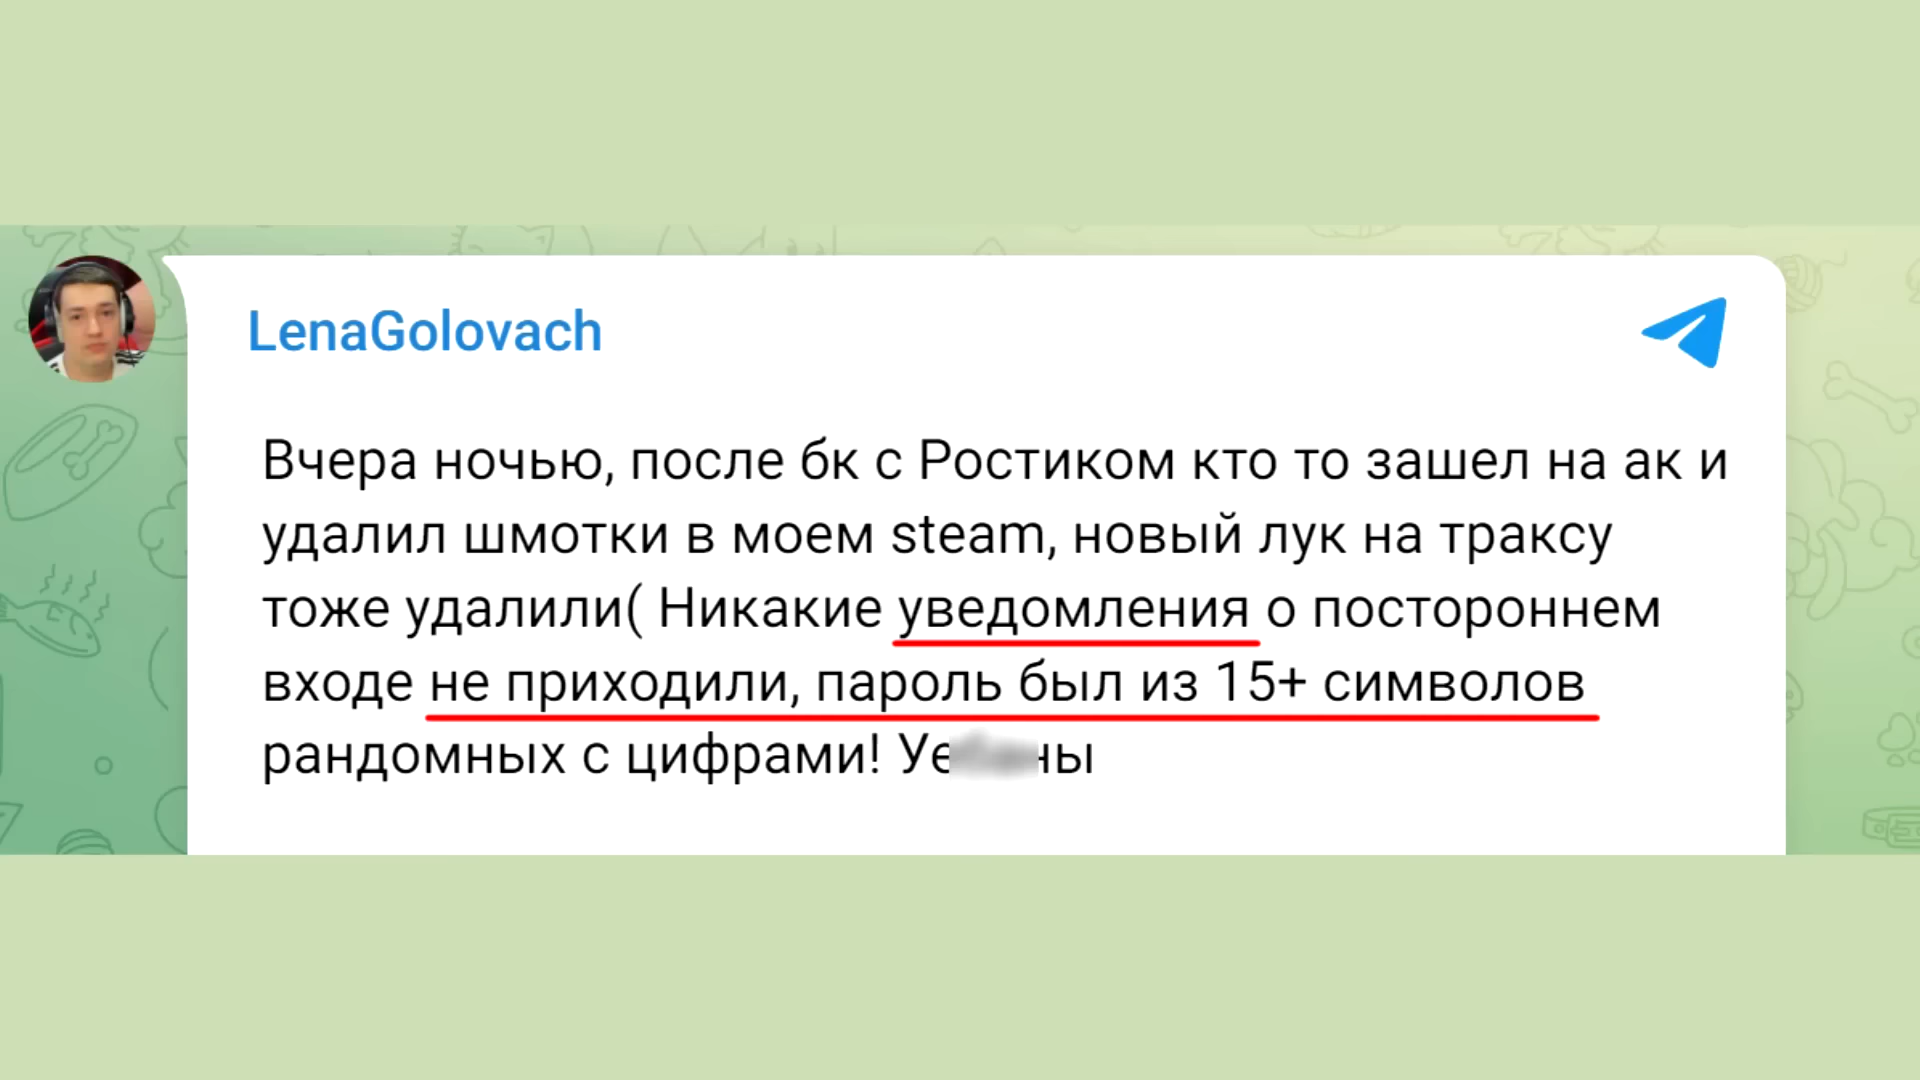 LenaGolovach
Вчера ночью, после бк с Ростиком кто то зашел на ак и
удалил шмотки в моем steam, новый лук на траксу
тоже удалили( Никакие уведомления о постороннем
входе не приходили, пароль был из 15+ символов
рандомных с цифрами!